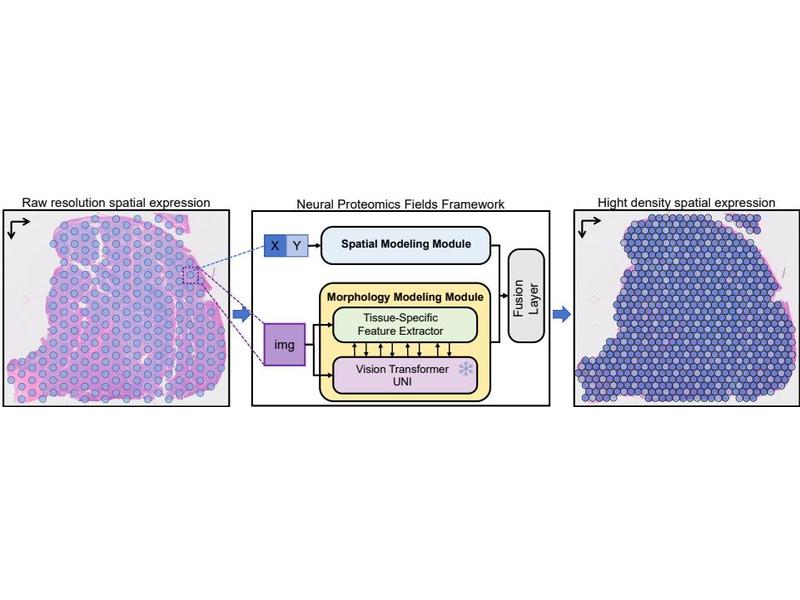 Raw resolution spatial expression
Neural Proteomics Fields Framework
Hight density spatial expression
X Y
Spatial Modeling Module
Morphology Modeling Module
Tissue-Specific
Feature Extractor
img
Vision Transformer
UNI
Fusion
Layer